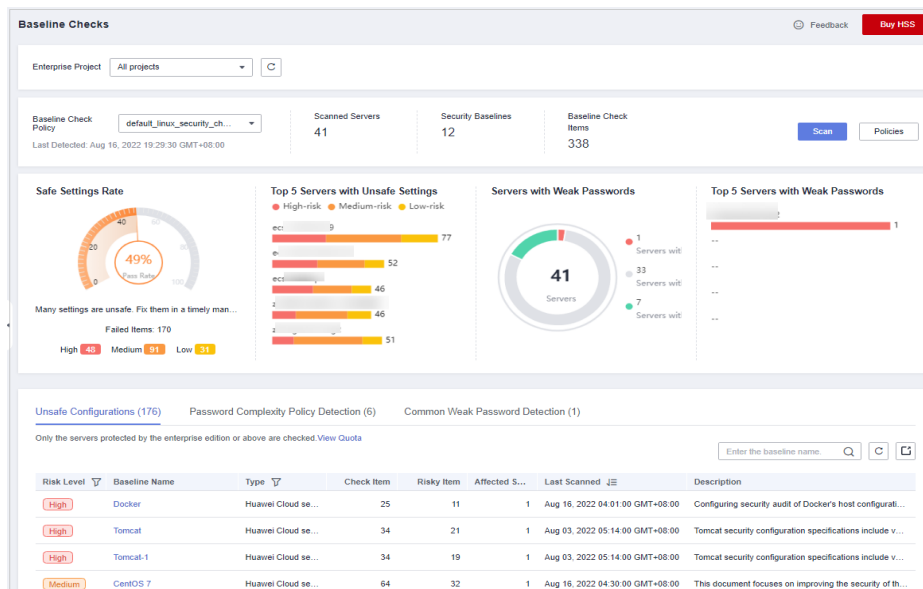 Baseline Checks
Feedback
Buy HSS
Enterprise Project
All projects
Baseline Check
Policy
default_linux_security_ch...
Last Detected: Aug 16, 2022 19:29:30 GMT+08:00
Scanned Servers
41
Security Baselines
12
Baseline Check
Items
338
Scan
Policies
Safe Settings Rate
0
20
40
60
80
100
49%
Pass Rate
Many settings are unsafe. Fix them in a timely man...
Failed Items: 170
High 48 Medium 91 Low 31
Top 5 Servers with Unsafe Settings
High-risk Medium-risk Low-risk
77
52
46
46
51
Servers with Weak Passwords
41
Servers
1
Servers wit
33
Servers wit
7
Servers wit
Top 5 Servers with Weak Passwords
1
--
--
--
--
Unsafe Configurations (176) Password Complexity Policy Detection (6) Common Weak Password Detection (1)
Only the servers protected by the enterprise edition or above are checked.View Quota
Enter the baseline name.
Risk Level Baseline Name Type Check Item Risky Item Affected S... Last Scanned Description
High Docker Huawei Cloud se... 25 11 1 Aug 16, 2022 04:01:00 GMT+08:00 Configuring security audit of Docker's host configurati...
High Tomcat Huawei Cloud se... 34 21 1 Aug 03, 2022 05:14:00 GMT+08:00 Tomcat security configuration specifications include v...
High Tomcat-1 Huawei Cloud se... 34 19 1 Aug 03, 2022 05:14:00 GMT+08:00 Tomcat security configuration specifications include v...
Medium CentOS 7 Huawei Cloud se... 64 32 1 Aug 16, 2022 04:30:00 GMT+08:00 This document focuses on improving the security of th...